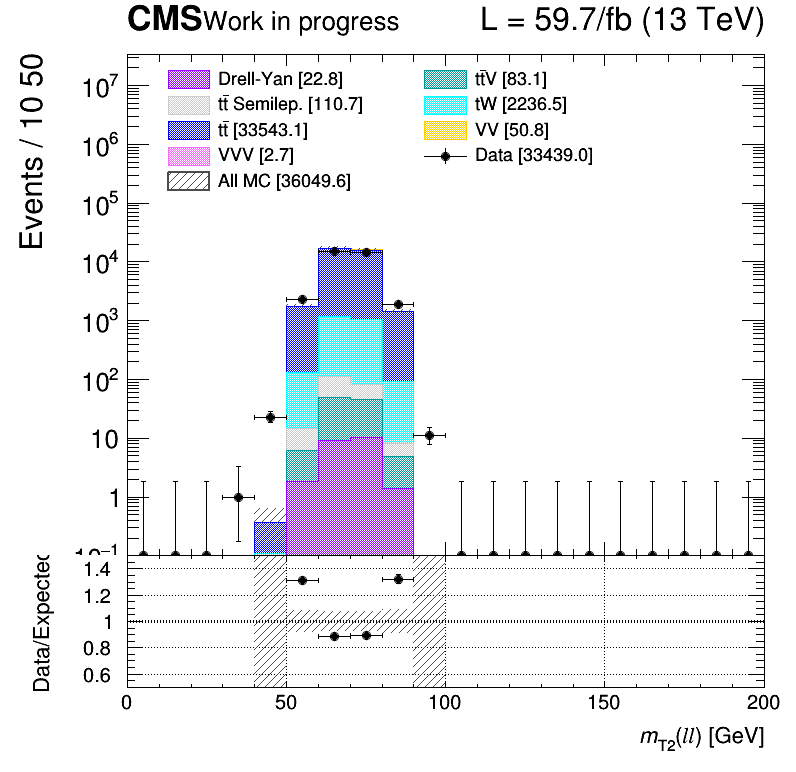 CMS Work in progress L = 59.7/fb (13 TeV)
Events / 10 50
Drell-Yan [22.8]
tt̄ Semilep. [110.7]
tt̄ [33543.1]
VVV [2.7]
All MC [36049.6]
tt̄V [83.1]
tW [2236.5]
VV [50.8]
Data [33439.0]
10⁷
10⁶
10⁵
10⁴
10³
10²
10
1
10⁻¹
Data/Expected
1.4
1.2
1
0.8
0.6
0 50 100 150 200
m_T2(ll) [GeV]